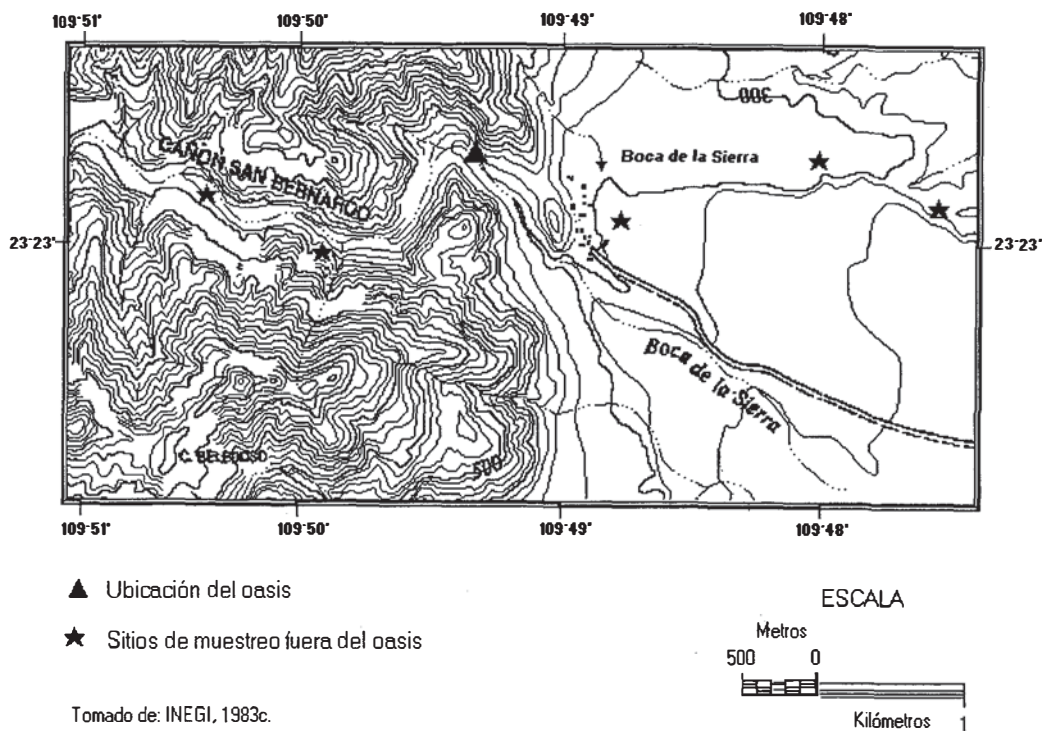 109°51' 109°50' 109°49' 109°48'
300
Boca de la Sierra
CAÑON SAN BERNARDO
23°23' 23°23'
Boca de la Sierra
500
109°51' 109°50' 109°49' 109°48'
Ubicación del oasis
Sitios de muestreo fuera del oasis
ESCALA
Metros
500 0
Kilómetros 1
Tomado de: INEGI, 1983c.